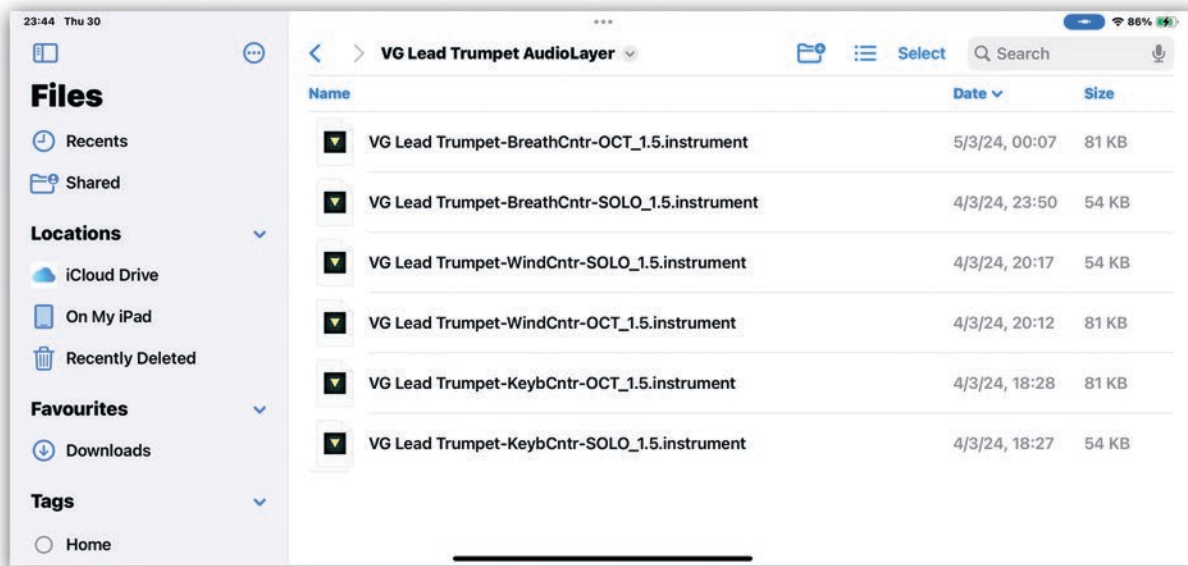 23:44 Thu 30
86%
Files
Recents
Shared
Locations
iCloud Drive
On My iPad
Recently Deleted
Favourites
Downloads
Tags
Home
VG Lead Trumpet AudioLayer
Select
Search
Name Date Size
VG Lead Trumpet-BreathCntr-OCT_1.5.instrument 5/3/24, 00:07 81 KB
VG Lead Trumpet-BreathCntr-SOLO_1.5.instrument 4/3/24, 23:50 54 KB
VG Lead Trumpet-WindCntr-SOLO_1.5.instrument 4/3/24, 20:17 54 KB
VG Lead Trumpet-WindCntr-OCT_1.5.instrument 4/3/24, 20:12 81 KB
VG Lead Trumpet-KeybCntr-OCT_1.5.instrument 4/3/24, 18:28 81 KB
VG Lead Trumpet-KeybCntr-SOLO_1.5.instrument 4/3/24, 18:27 54 KB